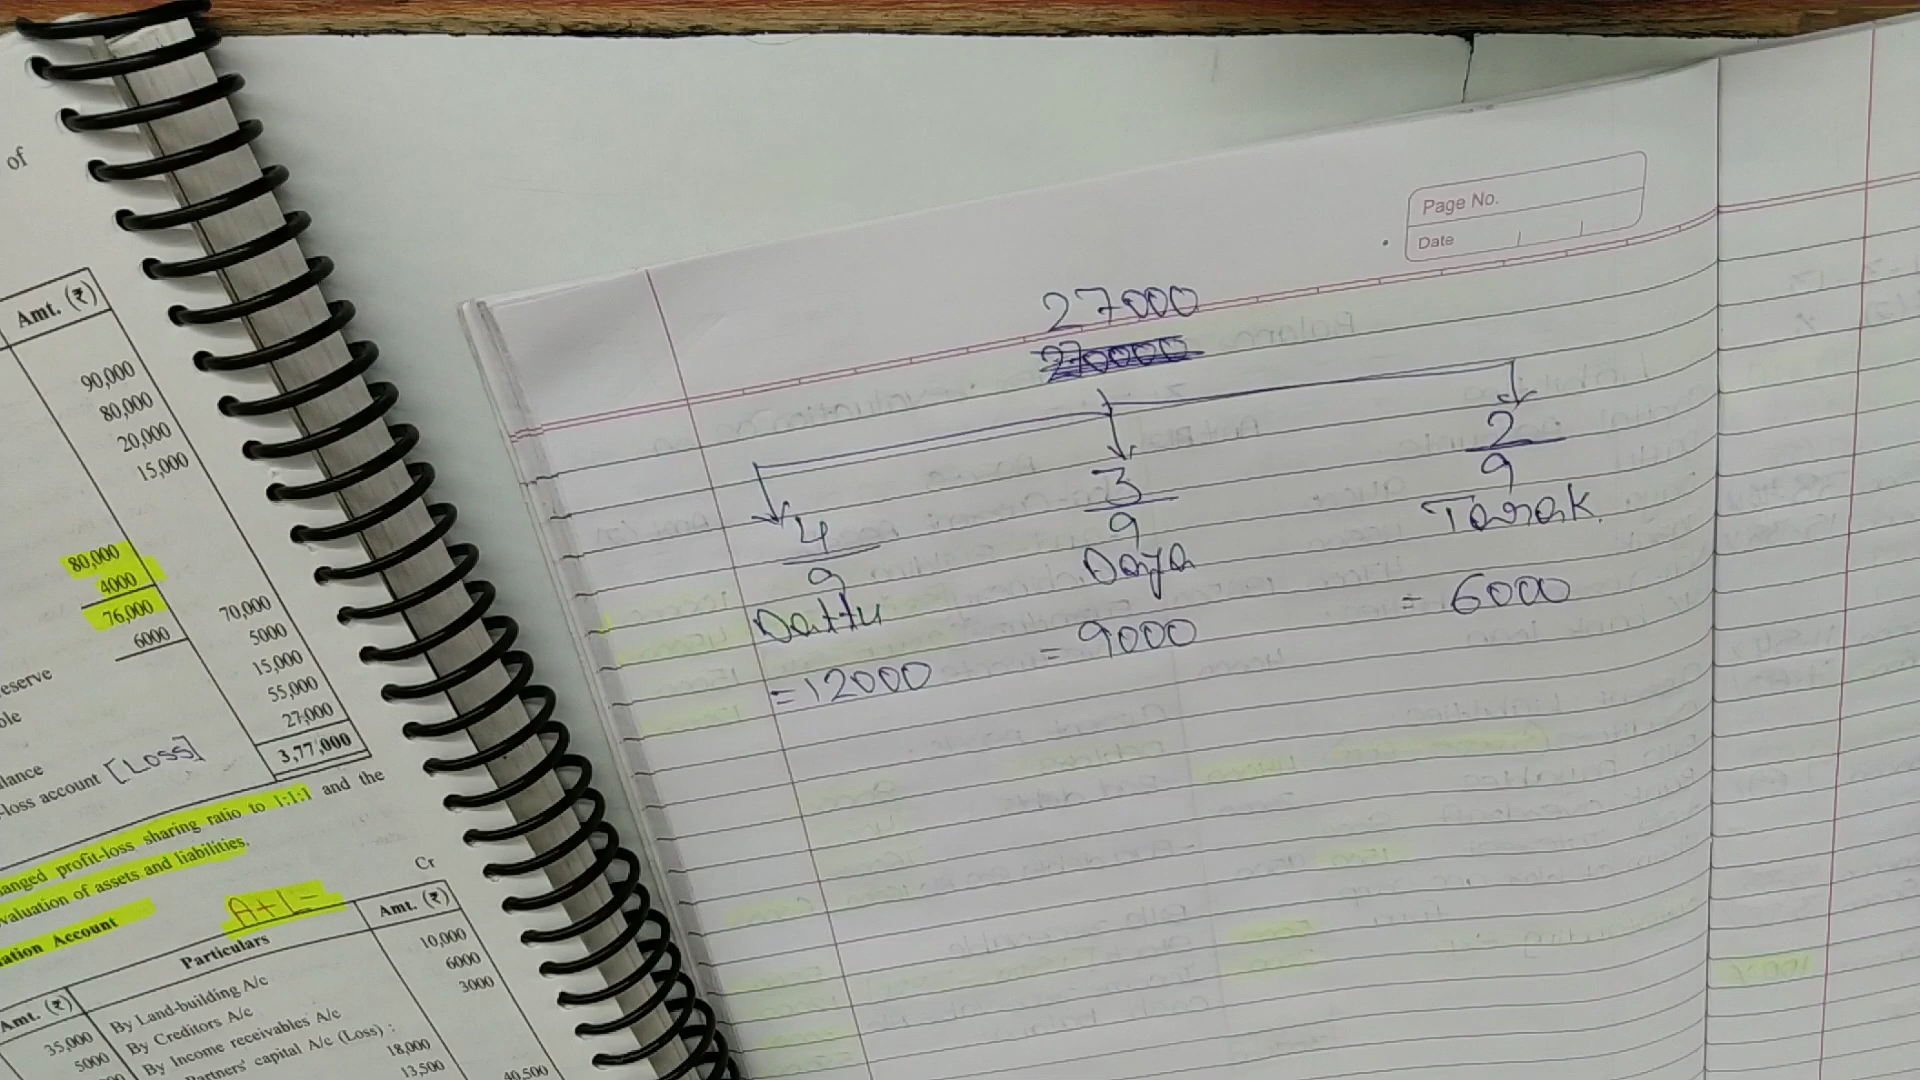 of
Amt. (₹)
90,000
80,000
20,000
15,000
80,000
4000
76,000 70,000
6000 5000
eserve 15,000
ble 55,000
lance 27,000
-loss account [LOSS] 3,77,000
anged profit-loss sharing ratio to 1:1:1 and the
valuation of assets and liabilities.
ation Account A+L= Cr
Amt. (₹) Particulars Amt. (₹)
35,000 By Land-building A/c 10,000
5000 By Creditors A/c 6000
By Income receivables A/c 3000
artners' capital A/c (Loss) :
18,000
13,500 40,500
Page No.
Date
27000
270000
4/9 3/9 2/9
Dattu Daya Tarak
= 12000 = 9000 = 6000